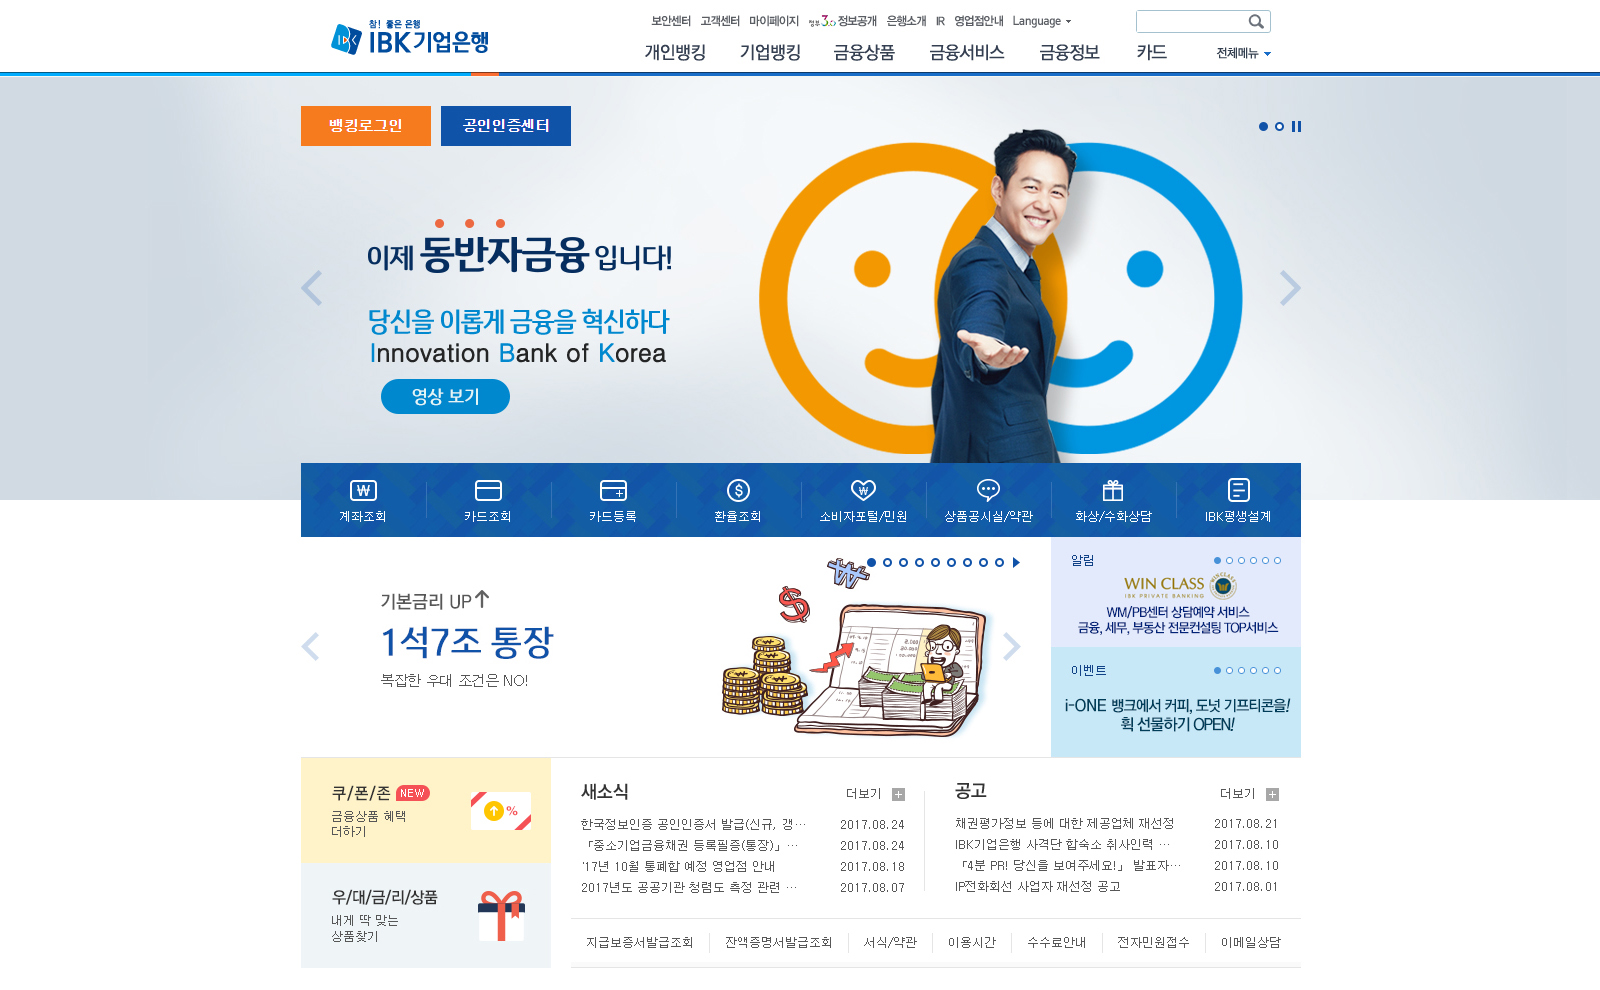 참! 좋은 은행
IBK기업은행
보안센터 고객센터 마이페이지 정부3.0 정보공개 은행소개 IR 영업점안내 Language
개인뱅킹 기업뱅킹 금융상품 금융서비스 금융정보 카드 전체메뉴
뱅킹로그인 공인인증센터
이제 동반자금융 입니다!
당신을 이롭게 금융을 혁신하다
Innovation Bank of Korea
영상 보기
계좌조회 카드조회 카드등록 환율조회 소비자포털/민원 상품공시실/약관 화상/수화상담 IBK평생설계
기본금리 UP↑
1석7조 통장
복잡한 우대 조건은 NO!
알림
WIN CLASS
IBK PRIVATE BANKING
WM/PB센터 상담예약 서비스
금융, 세무, 부동산 전문컨설팅 TOP서비스
이벤트
i-ONE 뱅크에서 커피, 도넛 기프티콘을!
휙 선물하기 OPEN!
쿠/폰/존 NEW
금융상품 혜택
더하기
%
우/대/금/리/상품
내게 딱 맞는
상품찾기
새소식 더보기
한국정보인증 공인인증서 발급(신규, 갱… 2017.08.24
「중소기업금융채권 등록필증(통장)」… 2017.08.24
'17년 10월 통폐합 예정 영업점 안내 2017.08.18
2017년도 공공기관 청렴도 측정 관련 … 2017.08.07
공고 더보기
채권평가정보 등에 대한 제공업체 재선정 2017.08.21
IBK기업은행 사격단 합숙소 취사인력 … 2017.08.10
「4분 PR! 당신을 보여주세요!」 발표자… 2017.08.10
IP전화회선 사업자 재선정 공고 2017.08.01
지급보증서발급조회 잔액증명서발급조회 서식/약관 이용시간 수수료안내 전자민원접수 이메일상담